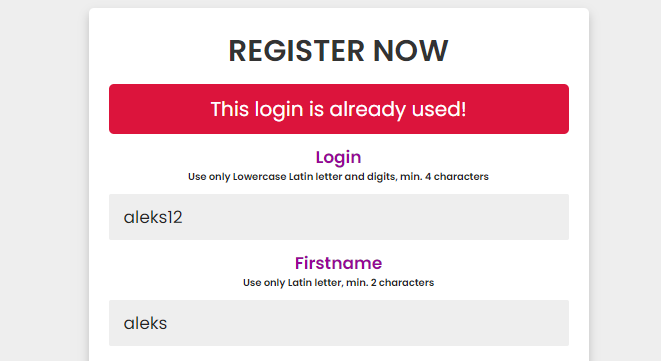 REGISTER NOW
This login is already used!
Login
Use only Lowercase Latin letter and digits, min. 4 characters
aleks12
Firstname
Use only Latin letter, min. 2 characters
aleks